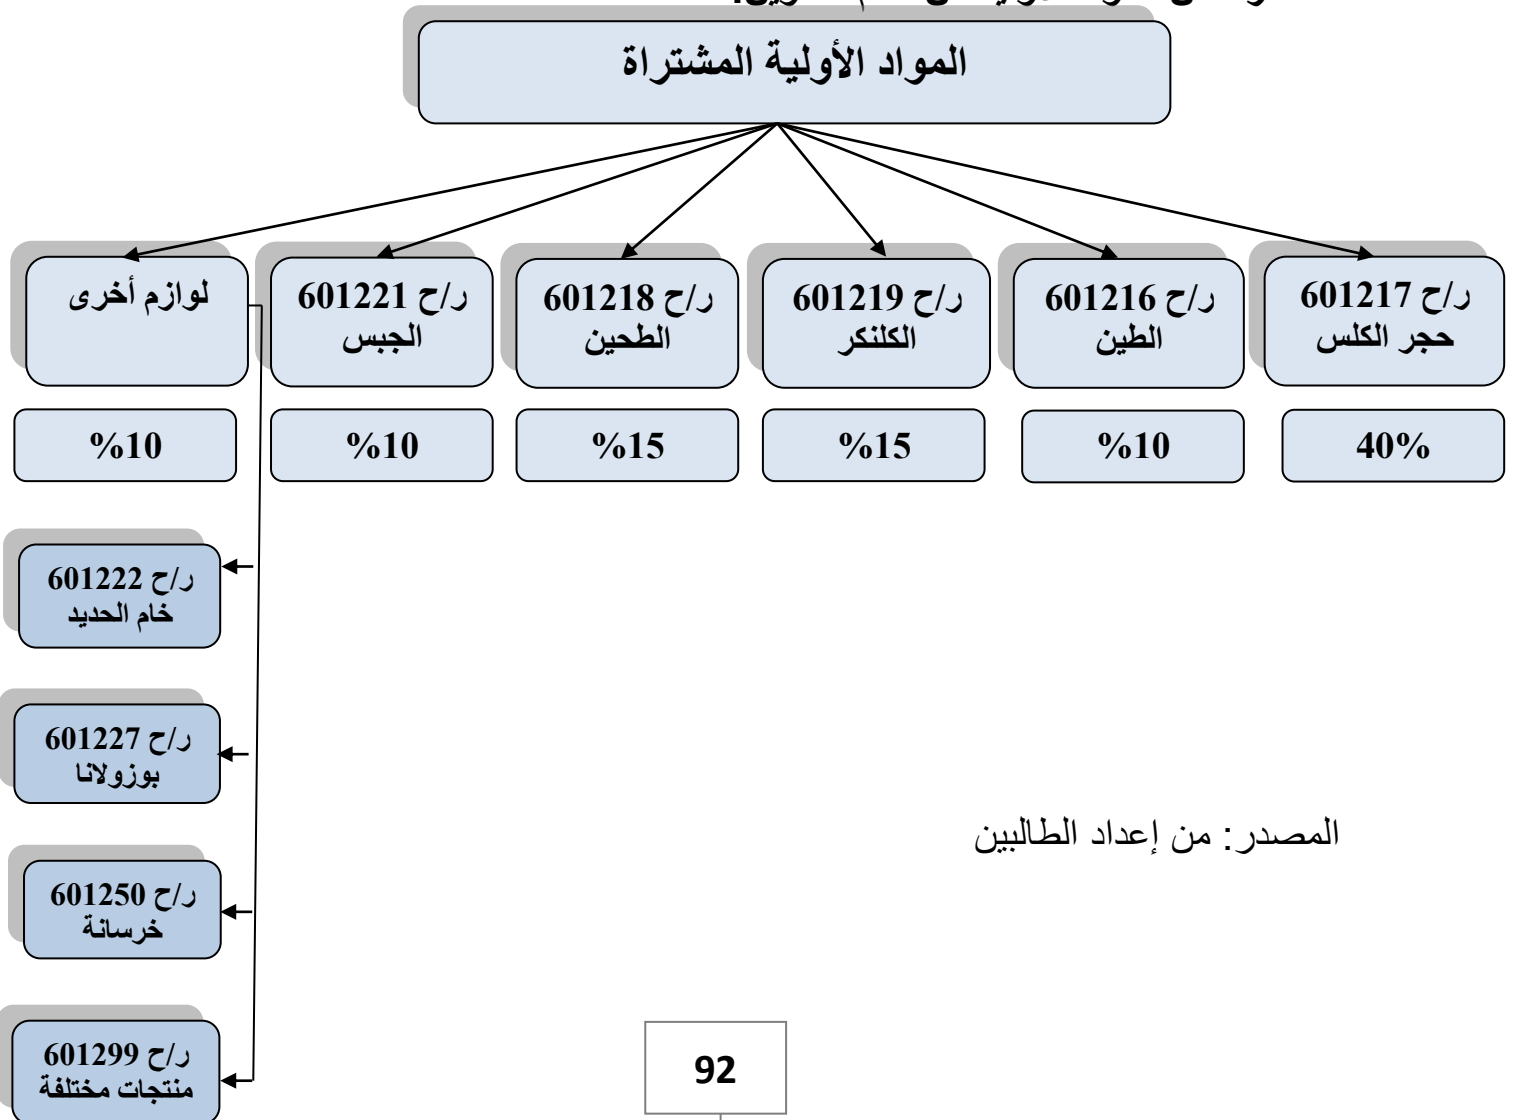 المواد الأولية المشتراة
ر/ح 601217
حجر الكلس
ر/ح 601216
الطين
ر/ح 601219
الكلنكر
ر/ح 601218
الطحين
ر/ح 601221
الجبس
لوازم أخرى
40%
%10
%15
%15
%10
%10
ر/ح 601222
خام الحديد
ر/ح 601227
بوزولانا
ر/ح 601250
خرسانة
ر/ح 601299
منتجات مختلفة
المصدر: من إعداد الطالبين
92